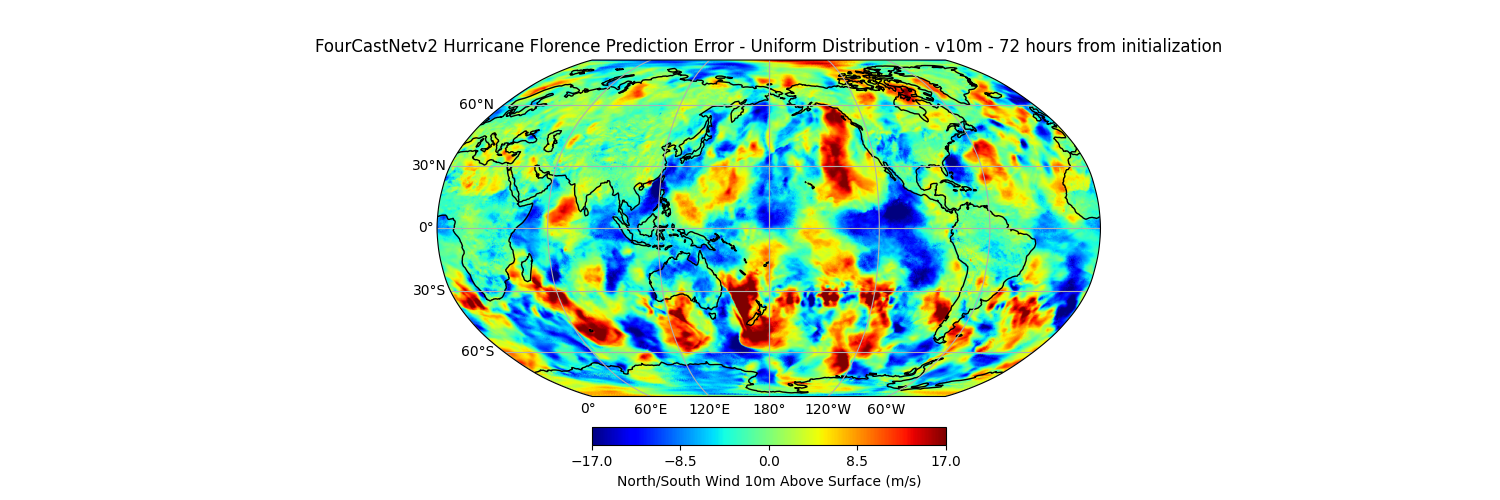 FourCastNetv2 Hurricane Florence Prediction Error - Uniform Distribution - v10m - 72 hours from initialization
60°N
30°N
0°
30°S
60°S
0° 60°E 120°E 180° 120°W 60°W
−17.0 −8.5 0.0 8.5 17.0
North/South Wind 10m Above Surface (m/s)